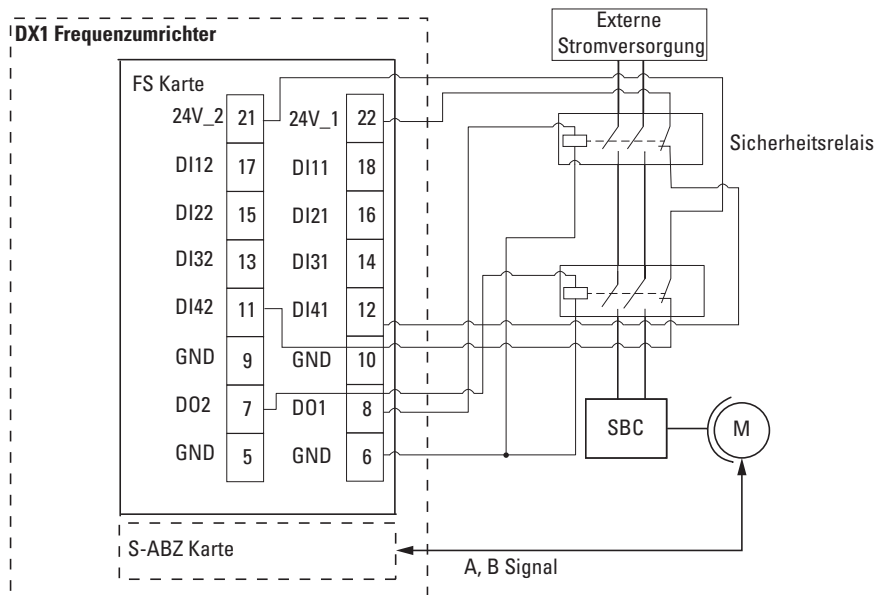 Externe
Stromversorgung
DX1 Frequenzumrichter
FS Karte
24V_2 21 24V_1 22
DI12 17 DI11 18
DI22 15 DI21 16
DI32 13 DI31 14
DI42 11 DI41 12
GND 9 GND 10
DO2 7 DO1 8
GND 5 GND 6
Sicherheitsrelais
SBC
M
S-ABZ Karte
A, B Signal